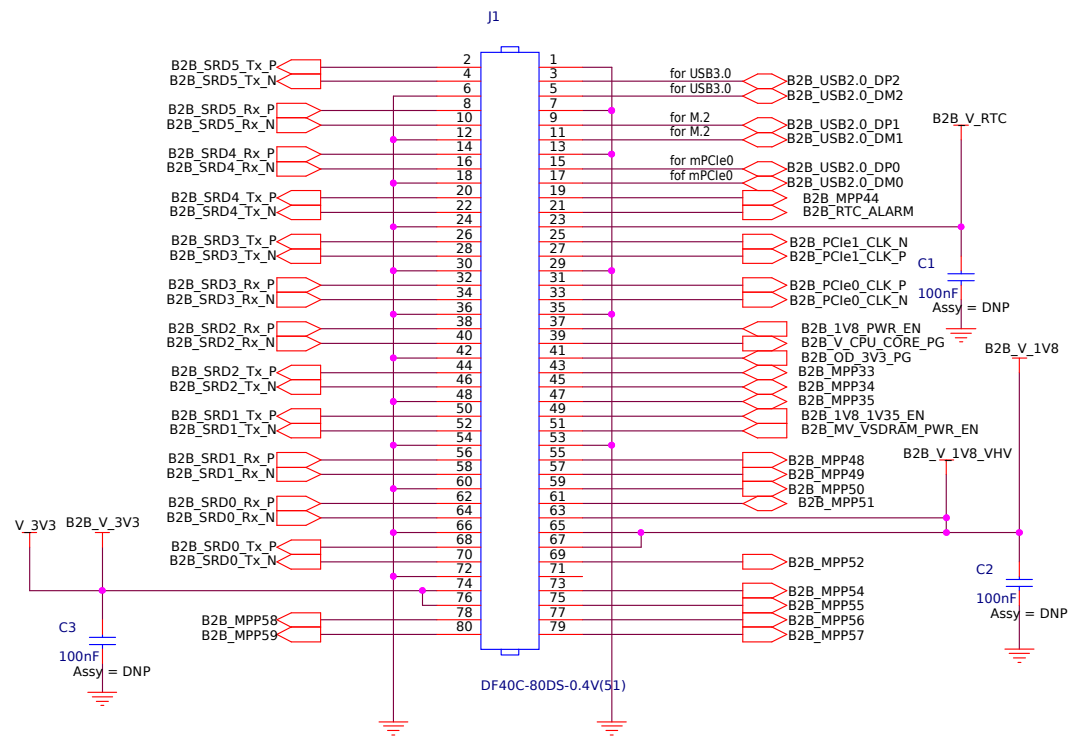 J1
B2B_SRD5_Tx_P 2 1
B2B_SRD5_Tx_N 4 3 for USB3.0 B2B_USB2.0_DP2
6 5 for USB3.0 B2B_USB2.0_DM2
B2B_SRD5_Rx_P 8 7
B2B_SRD5_Rx_N 10 9 for M.2 B2B_USB2.0_DP1
12 11 for M.2 B2B_USB2.0_DM1
B2B_V_RTC
B2B_SRD4_Rx_P 14 13
B2B_SRD4_Rx_N 16 15 for mPCIe0 B2B_USB2.0_DP0
18 17 for mPCIe0 B2B_USB2.0_DM0
B2B_SRD4_Tx_P 20 19 B2B_MPP44
B2B_SRD4_Tx_N 22 21 B2B_RTC_ALARM
24 23
B2B_SRD3_Tx_P 26 25 B2B_PCIe1_CLK_N
B2B_SRD3_Tx_N 28 27 B2B_PCIe1_CLK_P
30 29
C1
100nF
Assy = DNP
B2B_SRD3_Rx_P 32 31 B2B_PCIe0_CLK_P
B2B_SRD3_Rx_N 34 33 B2B_PCIe0_CLK_N
36 35
B2B_SRD2_Rx_P 38 37 B2B_1V8_PWR_EN
B2B_SRD2_Rx_N 40 39 B2B_V_CPU_CORE_PG
42 41 B2B_OD_3V3_PG
B2B_V_1V8
B2B_SRD2_Tx_P 44 43 B2B_MPP33
B2B_SRD2_Tx_N 46 45 B2B_MPP34
48 47 B2B_MPP35
B2B_SRD1_Tx_P 50 49 B2B_1V8_1V35_EN
B2B_SRD1_Tx_N 52 51 B2B_MV_VSDRAM_PWR_EN
54 53
B2B_V_1V8_VHV
B2B_SRD1_Rx_P 56 55 B2B_MPP48
B2B_SRD1_Rx_N 58 57 B2B_MPP49
60 59 B2B_MPP50
B2B_SRD0_Rx_P 62 61 B2B_MPP51
B2B_SRD0_Rx_N 64 63
V_3V3 B2B_V_3V3
66 65
B2B_SRD0_Tx_P 68 67
B2B_SRD0_Tx_N 70 69 B2B_MPP52
72 71
74 73 B2B_MPP54
76 75 B2B_MPP55
B2B_MPP58 78 77 B2B_MPP56
B2B_MPP59 80 79 B2B_MPP57
C2
100nF
Assy = DNP
C3
100nF
Assy = DNP
DF40C-80DS-0.4V(51)